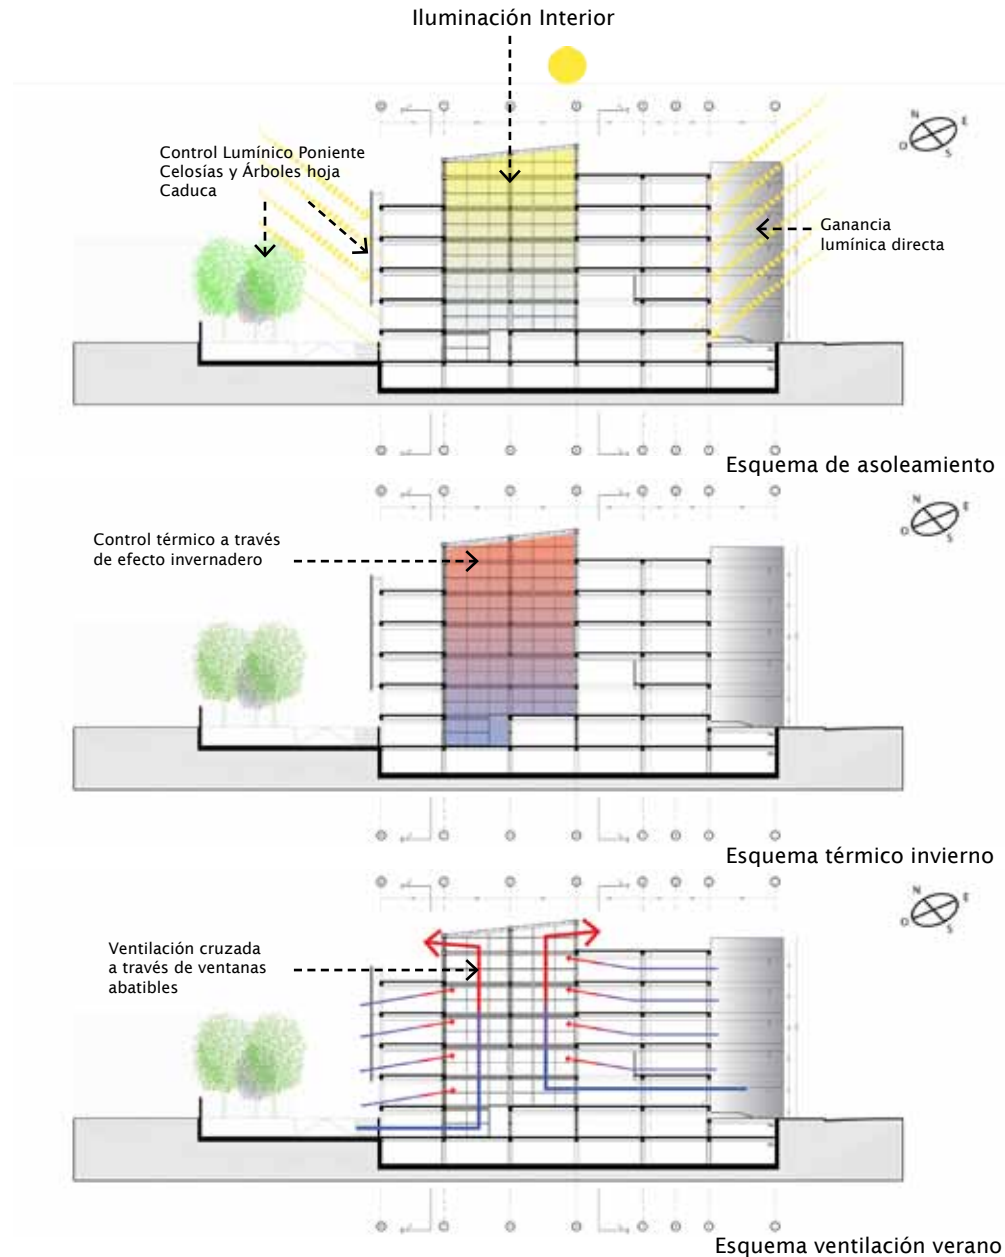 Iluminación Interior
Control Lumínico Poniente
Celosías y Árboles hoja
Caduca
N
E
O
S
Ganancia
lumínica directa
Esquema de asoleamiento
N
E
O
S
Control térmico a través
de efecto invernadero
Esquema térmico invierno
N
E
O
S
Ventilación cruzada
a través de ventanas
abatibles
Esquema ventilación verano